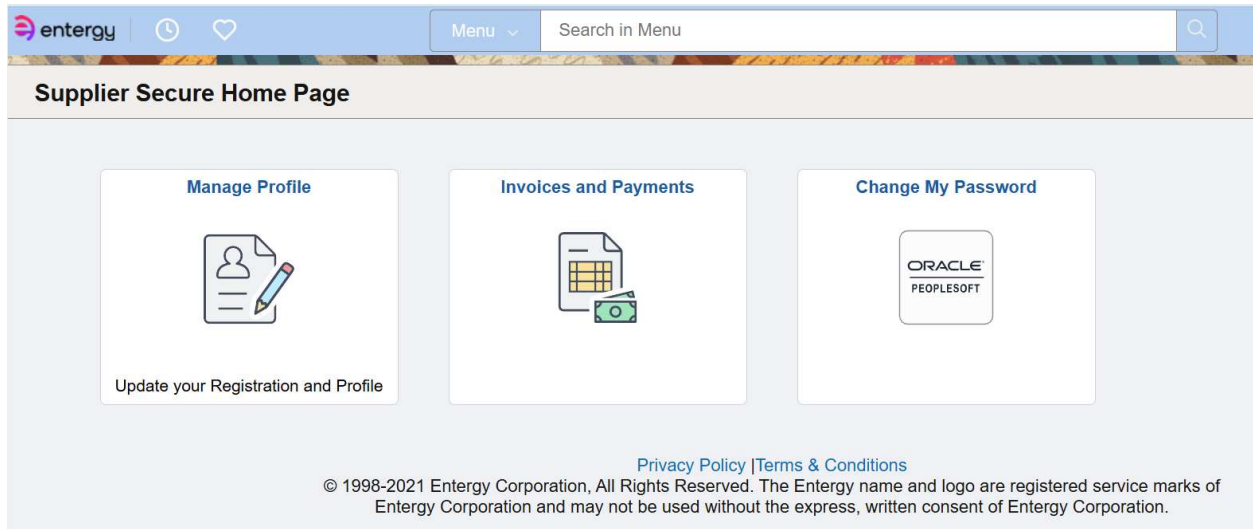 entergy
Menu
Search in Menu
Supplier Secure Home Page
Manage Profile
Invoices and Payments
Change My Password
ORACLE
PEOPLESOFT
Update your Registration and Profile
Privacy Policy |Terms & Conditions
© 1998-2021 Entergy Corporation, All Rights Reserved. The Entergy name and logo are registered service marks of
Entergy Corporation and may not be used without the express, written consent of Entergy Corporation.